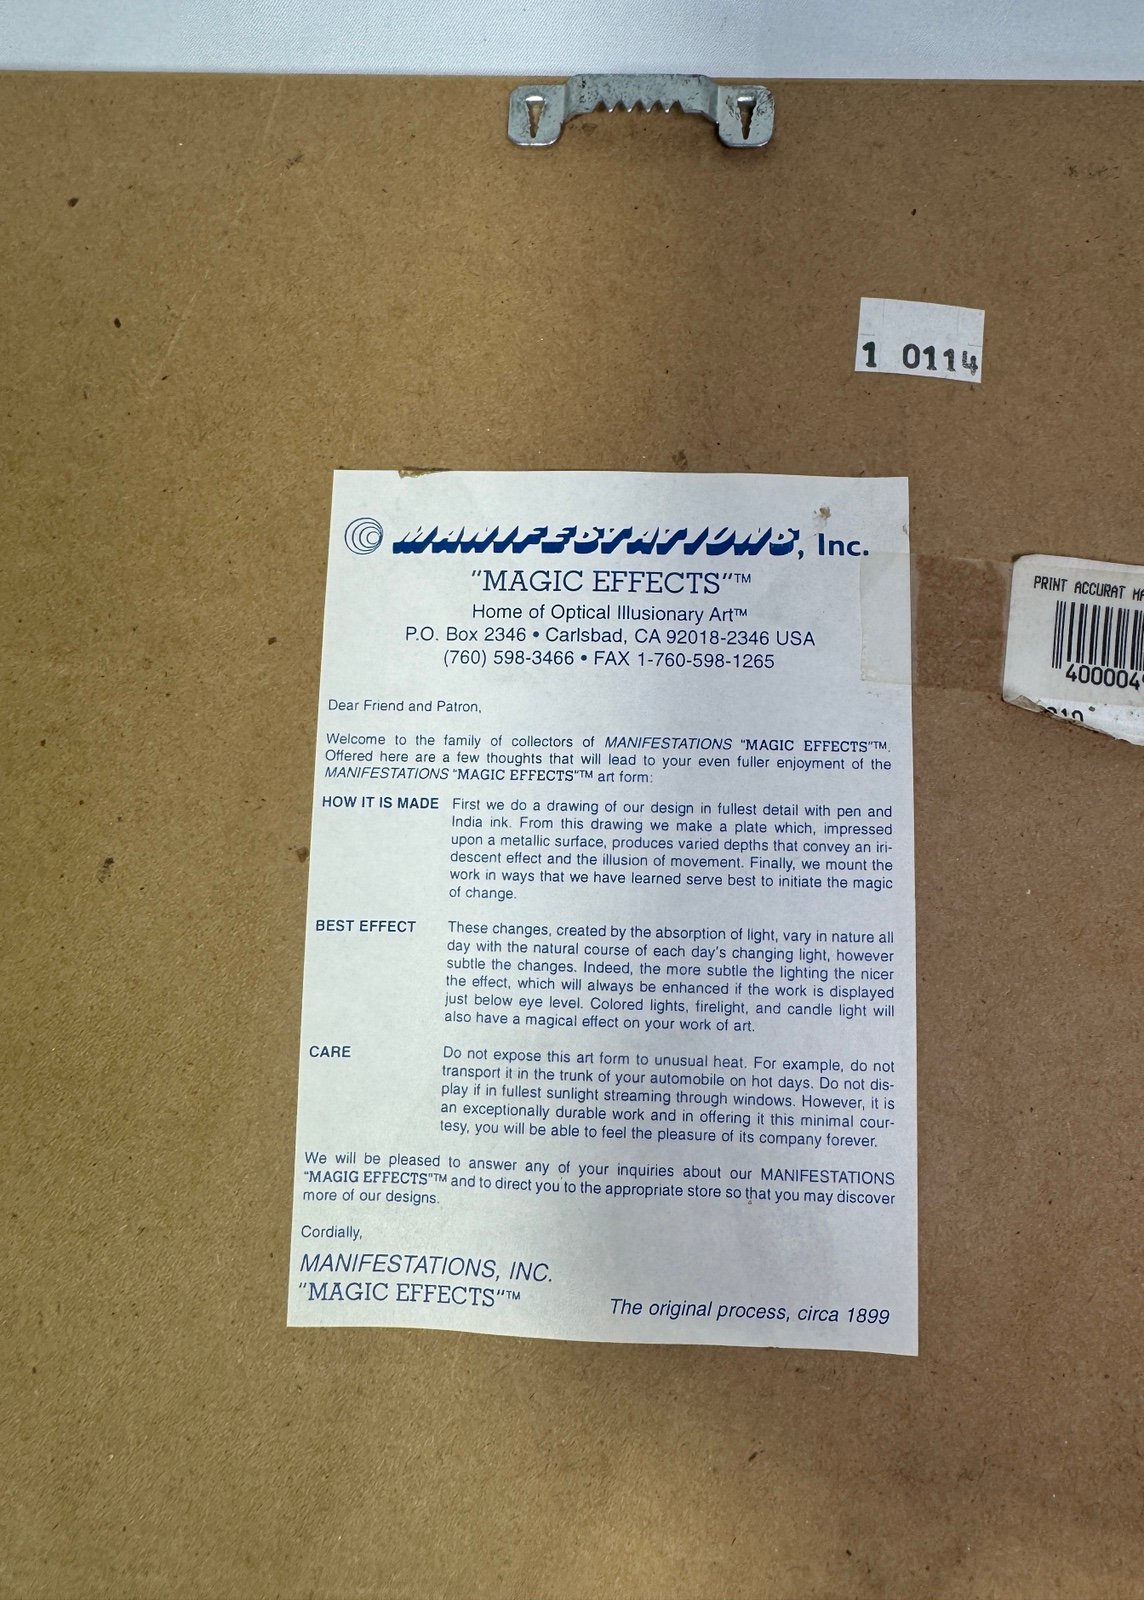 1 0114
MANIFESTATIONS, Inc.
"MAGIC EFFECTS"™
Home of Optical Illusionary Art™
P.O. Box 2346 • Carlsbad, CA 92018-2346 USA
(760) 598-3466 • FAX 1-760-598-1265
PRINT ACCURAT
Dear Friend and Patron,
Welcome to the family of collectors of MANIFESTATIONS "MAGIC EFFECTS"™.
Offered here are a few thoughts that will lead to your even fuller enjoyment of the
MANIFESTATIONS "MAGIC EFFECTS"™ art form:
HOW IT IS MADE First we do a drawing of our design in fullest detail with pen and
India ink. From this drawing we make a plate which, impressed
upon a metallic surface, produces varied depths that convey an iri-
descent effect and the illusion of movement. Finally, we mount the
work in ways that we have learned serve best to initiate the magic
of change.
BEST EFFECT These changes, created by the absorption of light, vary in nature all
day with the natural course of each day's changing light, however
subtle the changes. Indeed, the more subtle the lighting the nicer
the effect, which will always be enhanced if the work is displayed
just below eye level. Colored lights, firelight, and candle light will
also have a magical effect on your work of art.
CARE Do not expose this art form to unusual heat. For example, do not
transport it in the trunk of your automobile on hot days. Do not dis-
play if in fullest sunlight streaming through windows. However, it is
an exceptionally durable work and in offering it this minimal cour-
tesy, you will be able to feel the pleasure of its company forever.
We will be pleased to answer any of your inquiries about our MANIFESTATIONS
"MAGIG EFFECTS"™ and to direct you to the appropriate store so that you may discover
more of our designs.
Cordially,
MANIFESTATIONS, INC.
"MAGIC EFFECTS"™
The original process, circa 1899